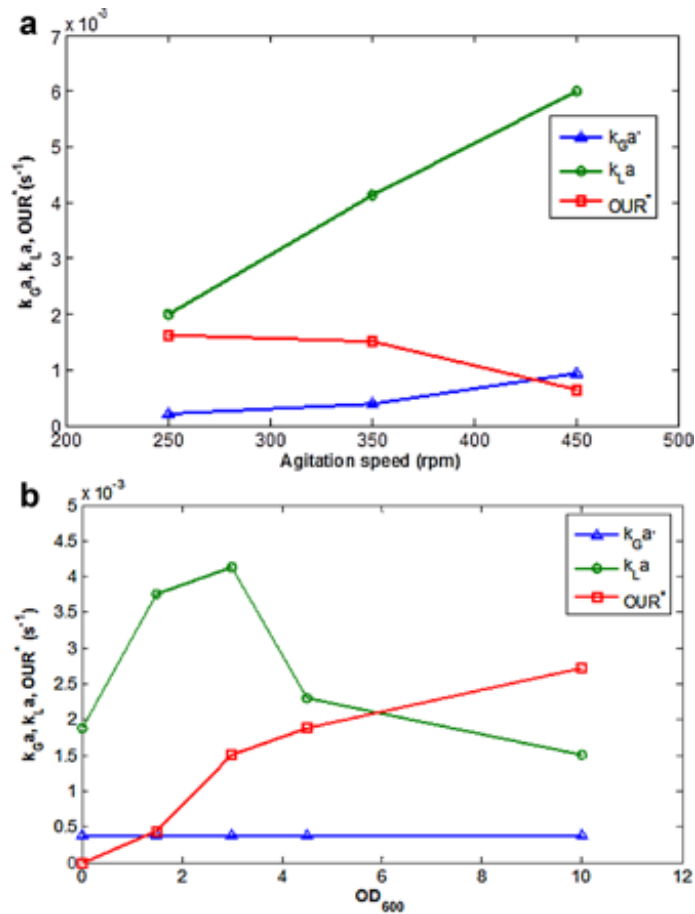 a
x 10⁻³
7
6
5
4
3
2
1
0
k_G a, k_L a, OUR* (s⁻¹)
k_G a'
k_L a
OUR*
200 250 300 350 400 450 500
Agitation speed (rpm)
b
x 10⁻³
5
4.5
4
3.5
3
2.5
2
1.5
1
0.5
0
k_G a, k_L a, OUR* (s⁻¹)
k_G a'
k_L a
OUR*
0 2 4 6 8 10 12
OD₆₀₀